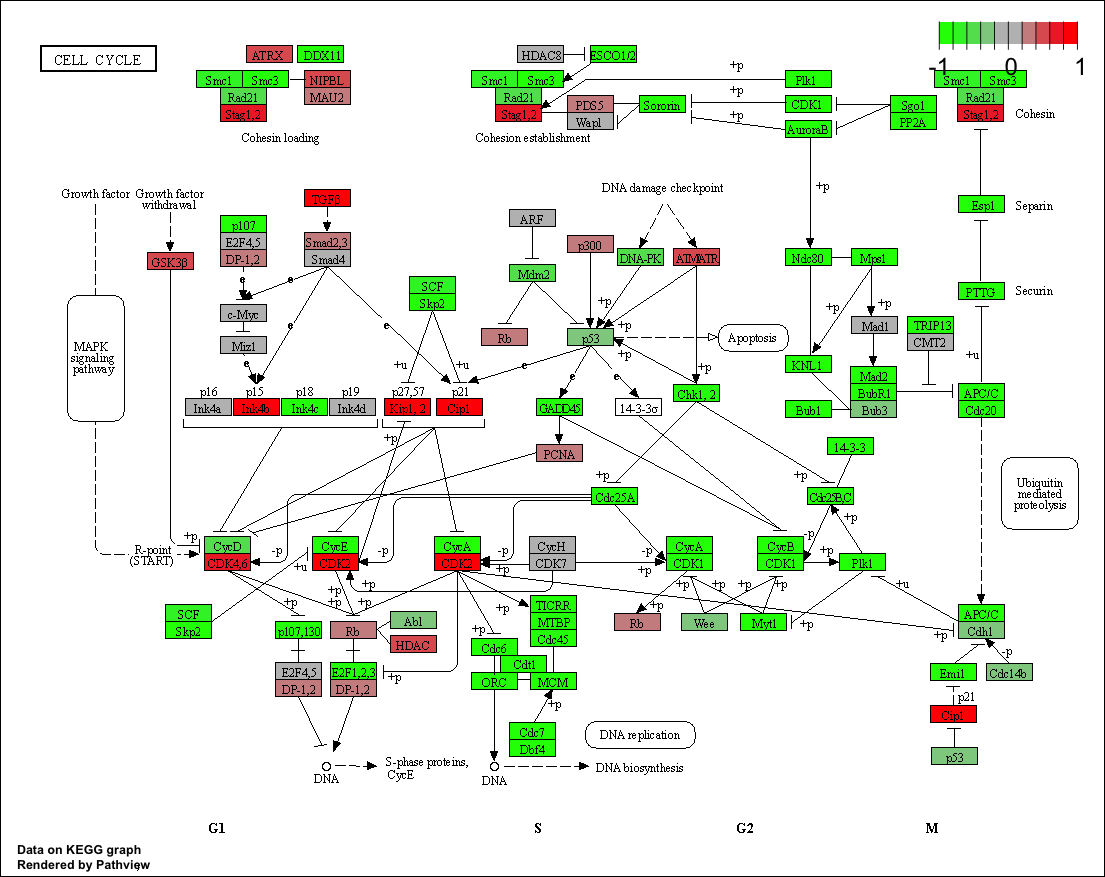 CELL CYCLE
ATRX DDX11
Smc1 Smc3 NIPBL
Rad21 MAU2
Stag1,2
Cohesin loading
HDAC8 ESCO1/2
Smc1 Smc3
Rad21 PDS5 Sororin
Stag1,2 Wapl
Cohesion establishment
+p Plk1
+p CDK1 Sgo1
+p AuroraB PP2A
-1 0 1
Smc1 Smc3
Rad21
Stag1,2 Cohesin
Growth factor
Growth factor
withdrawal
TGFβ
DNA damage checkpoint
+p
Esp1 Separin
p107
E2F4,5
DP-1,2
Smad2,3
Smad4
GSK3β
ARF
p300 DNA-PK ATM/ATR
Ndc80 Mps1
Mdm2
SCF
Skp2
e e
c-Myc
Miz1
e e e
PTTG Securin
MAPK
signaling
pathway
Rb p53 +p +p +p
Apoptosis
+p +p
Mad1
TRIP13
CMT2
+u
+u +u
e e
+p
KNL1
Mad2
BubR1
Bub3
Bub1
APC/C
Cdc20
p16 p15 p18 p19 p27,57 p21
Ink4a Ink4b Ink4c Ink4d Kip1, 2 Cip1
GADD45 14-3-3σ Chk1, 2
+p
PCNA
14-3-3
+p +p
Cdc25A Cdc25B,C
Ubiquitin
mediated
proteolysis
R-point
(START)
+p
CycD -p CycE -p CycA -p CycH -p CycA CycB -p +p
CDK4,6 CDK2 CDK2 +p CDK7 +p CDK1 CDK1 +p Plk1
+u +p +p +p +p +p +p +p +u
SCF
Skp2
+p +p
p107,130 Rb Abl
HDAC
+p
TICRR
MTBP
Cdc45
Cdc6
Cdt1
ORC MCM
Rb Wee Myt1 +p
+p
APC/C
Cdh1
-p
Emi1 Cdc14b
E2F4,5 E2F1,2,3 +p
DP-1,2 DP-1,2
+p
Cdc7
Dbf4
p21
Cip1
p53
DNA replication
DNA
S-phase proteins,
CycE
DNA
DNA biosynthesis
G1 S G2 M
Data on KEGG graph
Rendered by Pathview